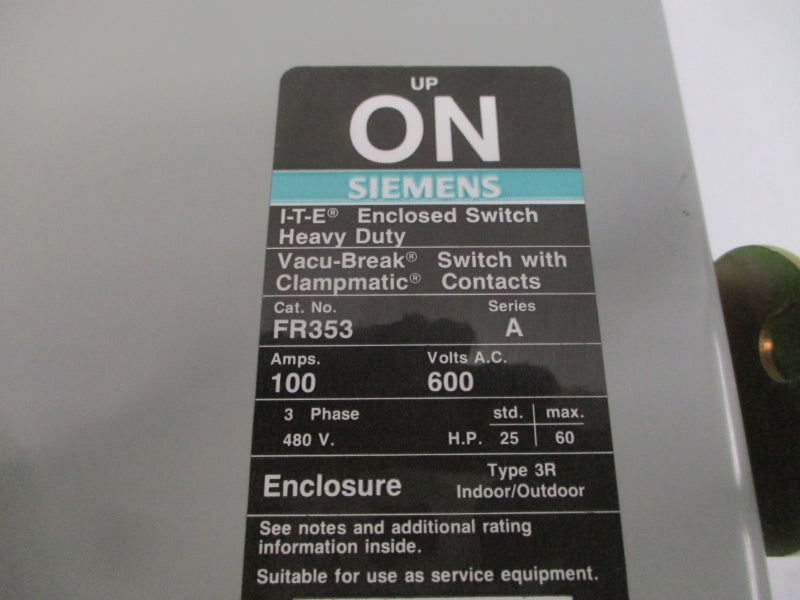 UP
ON
SIEMENS
I-T-E® Enclosed Switch
Heavy Duty
Vacu-Break® Switch with
Clampmatic® Contacts
Cat. No. Series
FR353 A
Amps. Volts A.C.
100 600
3 Phase std. max.
480 V. H.P. 25 60
Enclosure Type 3R
Indoor/Outdoor
See notes and additional rating
information inside.
Suitable for use as service equipment.